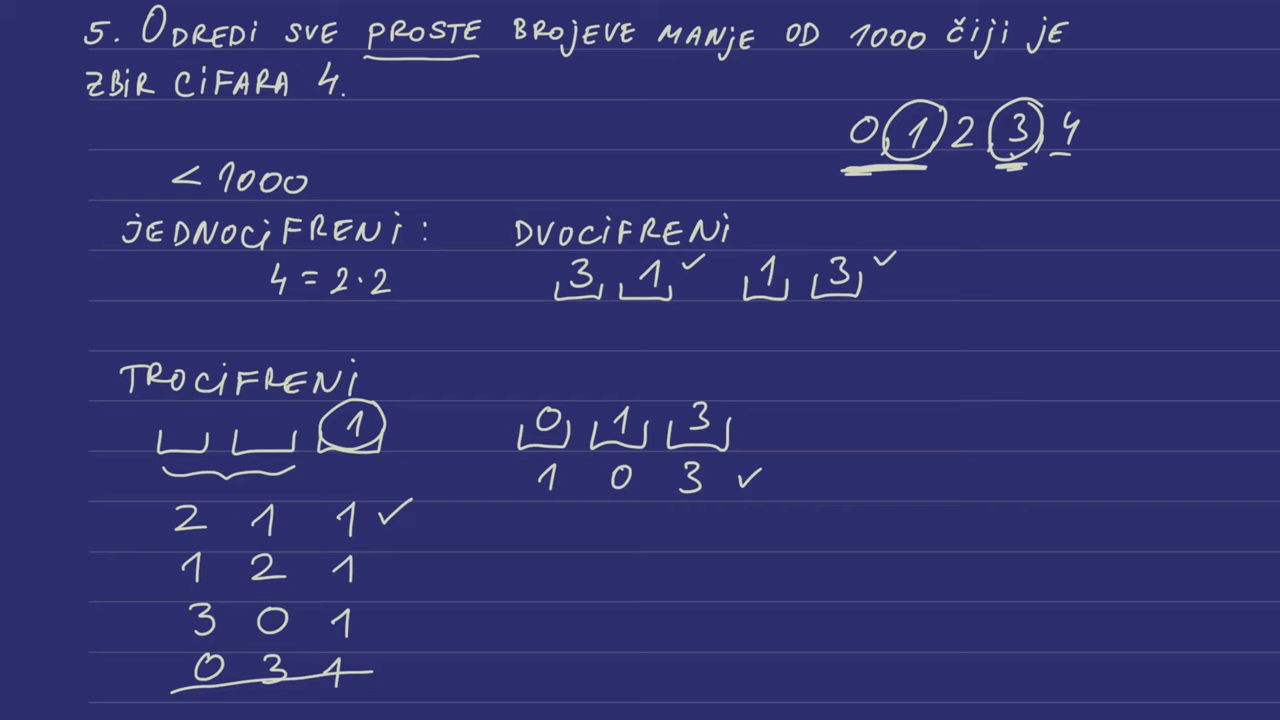 5. ODREDI SVE PROSTE BROJEVE MANJE OD 1000 ČIJI JE
ZBIR CIFARA 4.
0 1 2 3 4
< 1000
JEDNOCIFRENI: DVOCIFRENI
4 = 2·2 3 1 ✓ 1 3 ✓
TROCIFRENI
1 0 1 3
1 0 3 ✓
2 1 1 ✓
1 2 1
3 0 1
0 3 1